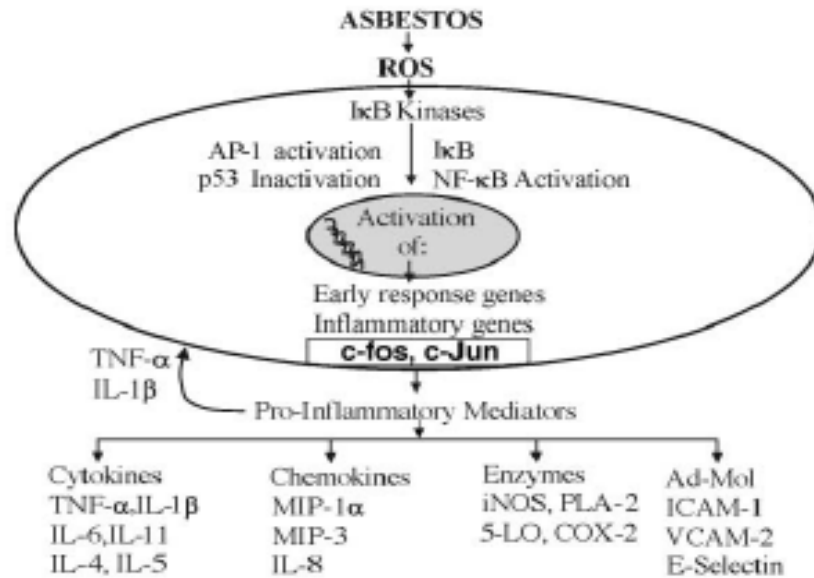 ASBESTOS
ROS
IκB Kinases
AP-1 activation
p53 Inactivation
IκB
NF-κB Activation
Activation
of:
Early response genes
Inflammatory genes
c-fos, c-Jun
TNF-α
IL-1β
Pro-Inflammatory Mediators
Cytokines
TNF-α,IL-1β
IL-6,IL-11
IL-4, IL-5
Chemokines
MIP-1α
MIP-3
IL-8
Enzymes
iNOS, PLA-2
5-LO, COX-2
Ad-Mol
ICAM-1
VCAM-2
E-Selectin